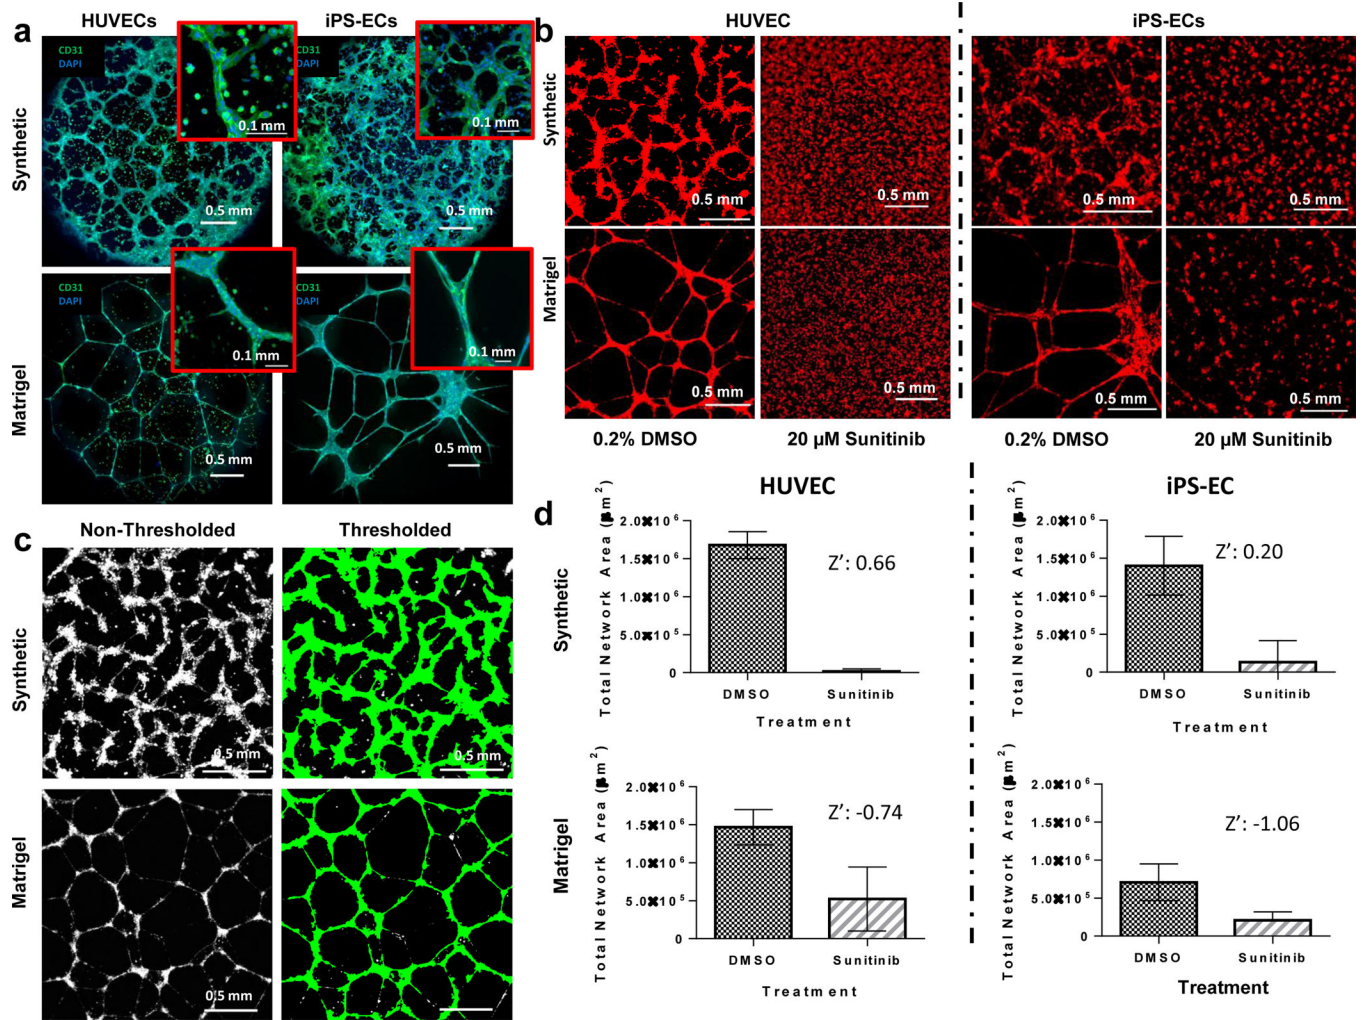 a
HUVECs
iPS-ECs
Synthetic
Matrigel
CD31
DAPI
0.1 mm
0.5 mm
CD31
DAPI
0.1 mm
0.5 mm
CD31
DAPI
0.1 mm
0.5 mm
CD31
DAPI
0.1 mm
0.5 mm
b
HUVEC
iPS-ECs
Synthetic
Matrigel
0.5 mm
0.5 mm
0.5 mm
0.5 mm
0.5 mm
0.5 mm
0.5 mm
0.5 mm
0.2% DMSO
20 µM Sunitinib
0.2% DMSO
20 µM Sunitinib
c
Non-Thresholded
Thresholded
Synthetic
Matrigel
0.5 mm
0.5 mm
0.5 mm
d
HUVEC
iPS-EC
Synthetic
Matrigel
Total Network Area (µm²)
2.0×10⁶
1.5×10⁶
1.0×10⁶
5.0×10⁵
0
Z’: 0.66
DMSO
Sunitinib
Treatment
Total Network Area (µm²)
2.0×10⁶
1.5×10⁶
1.0×10⁶
5.0×10⁵
0
Z’: 0.20
DMSO
Sunitinib
Treatment
Total Network Area (µm²)
2.0×10⁶
1.5×10⁶
1.0×10⁶
5.0×10⁵
0
Z’: -0.74
DMSO
Sunitinib
Treatment
Total Network Area (µm²)
2.0×10⁶
1.5×10⁶
1.0×10⁶
5.0×10⁵
0
Z’: -1.06
DMSO
Sunitinib
Treatment